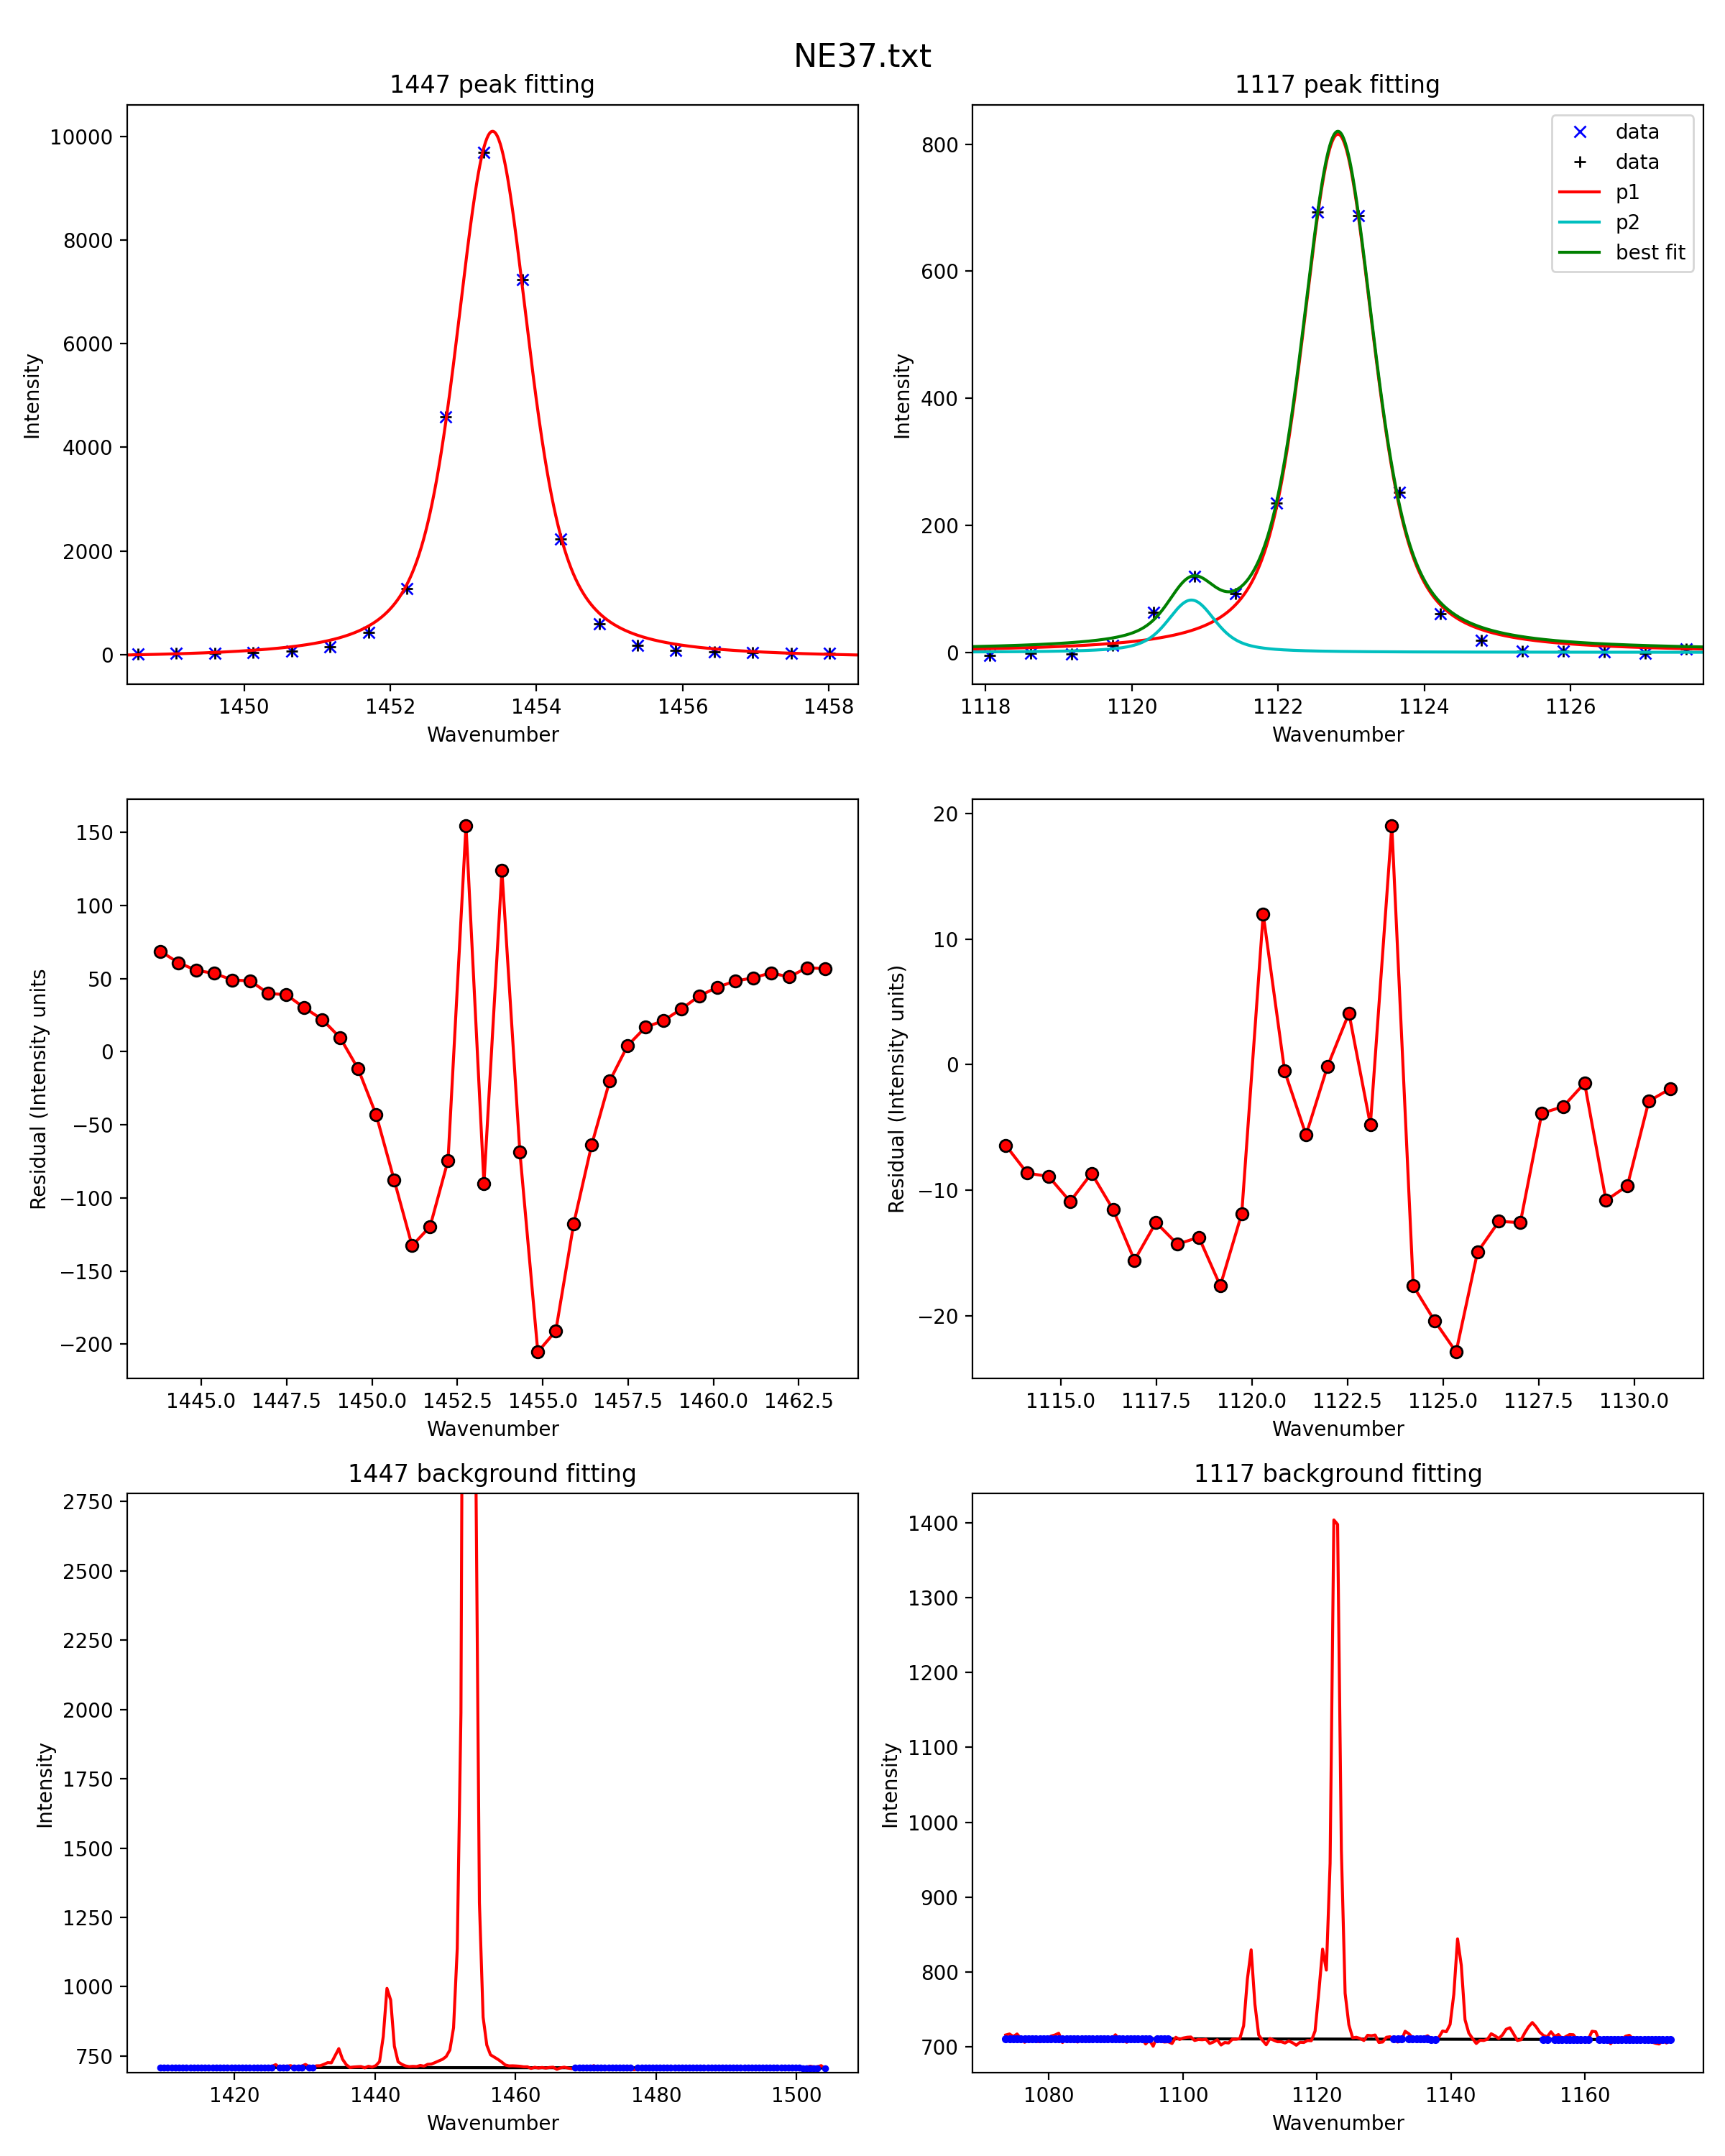 NE37.txt
1447 peak fitting
10000
8000
6000
4000
2000
0
Intensity
1450 1452 1454 1456 1458
Wavenumber
1117 peak fitting
800
600
400
200
0
Intensity
data
data
p1
p2
best fit
1118 1120 1122 1124 1126
Wavenumber
150
100
50
0
−50
−100
−150
−200
Residual (Intensity units
1445.0 1447.5 1450.0 1452.5 1455.0 1457.5 1460.0 1462.5
Wavenumber
20
10
0
−10
−20
Residual (Intensity units)
1115.0 1117.5 1120.0 1122.5 1125.0 1127.5 1130.0
Wavenumber
1447 background fitting
2750
2500
2250
2000
1750
1500
1250
1000
750
Intensity
1420 1440 1460 1480 1500
Wavenumber
1117 background fitting
1400
1300
1200
1100
1000
900
800
700
Intensity
1080 1100 1120 1140 1160
Wavenumber